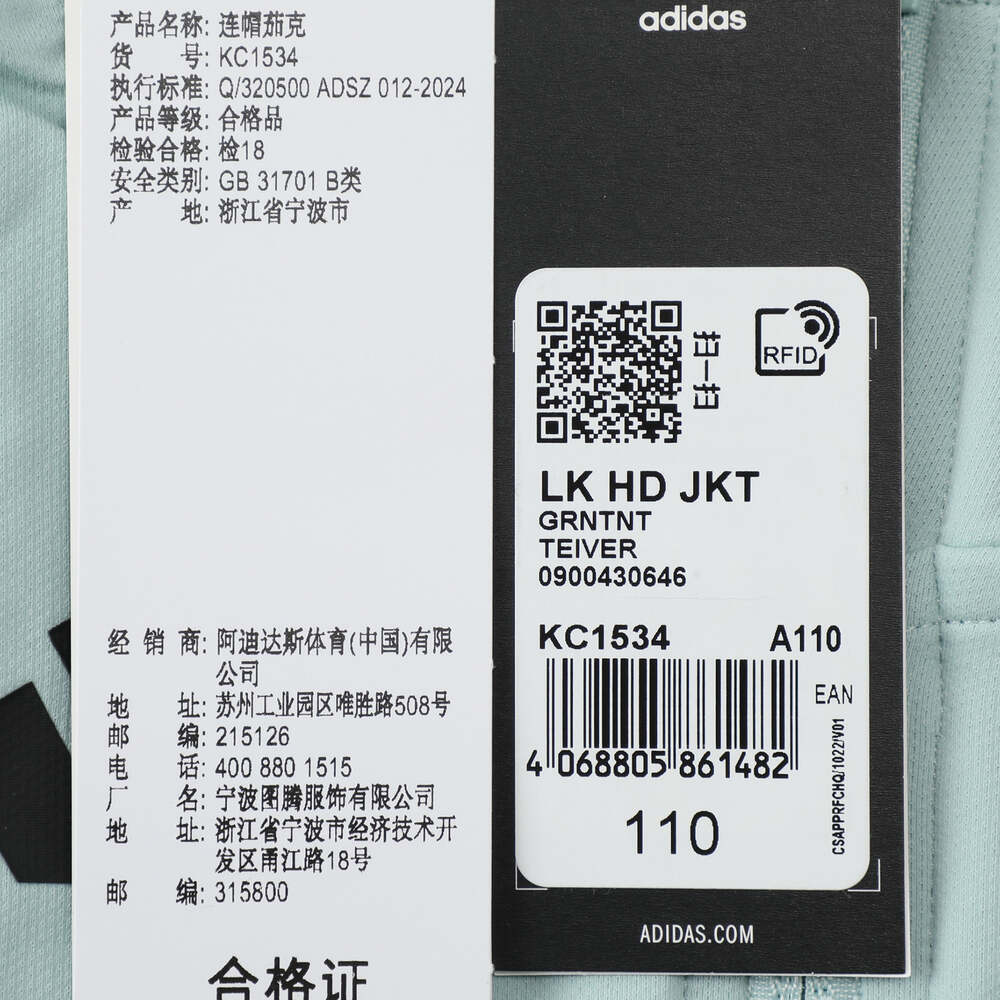 产品名称: 连帽茄克
货 号: KC1534
执行标准: Q/320500 ADSZ 012-2024
产品等级: 合格品
检验合格: 检18
安全类别: GB 31701 B类
产 地: 浙江省宁波市
经 销 商: 阿迪达斯体育(中国)有限
公司
地 址: 苏州工业园区唯胜路508号
邮 编: 215126
电 话: 400 880 1515
厂 名: 宁波图腾服饰有限公司
地 址: 浙江省宁波市经济技术开
发区甬江路18号
邮 编: 315800
合格证
adidas
扫一扫
RFID
LK HD JKT
GRNTNT
TEIVER
0900430646
KC1534 A110
EAN
4 068805 861482
CSAPPRFCHQ/1022/V01
110
ADIDAS.COM